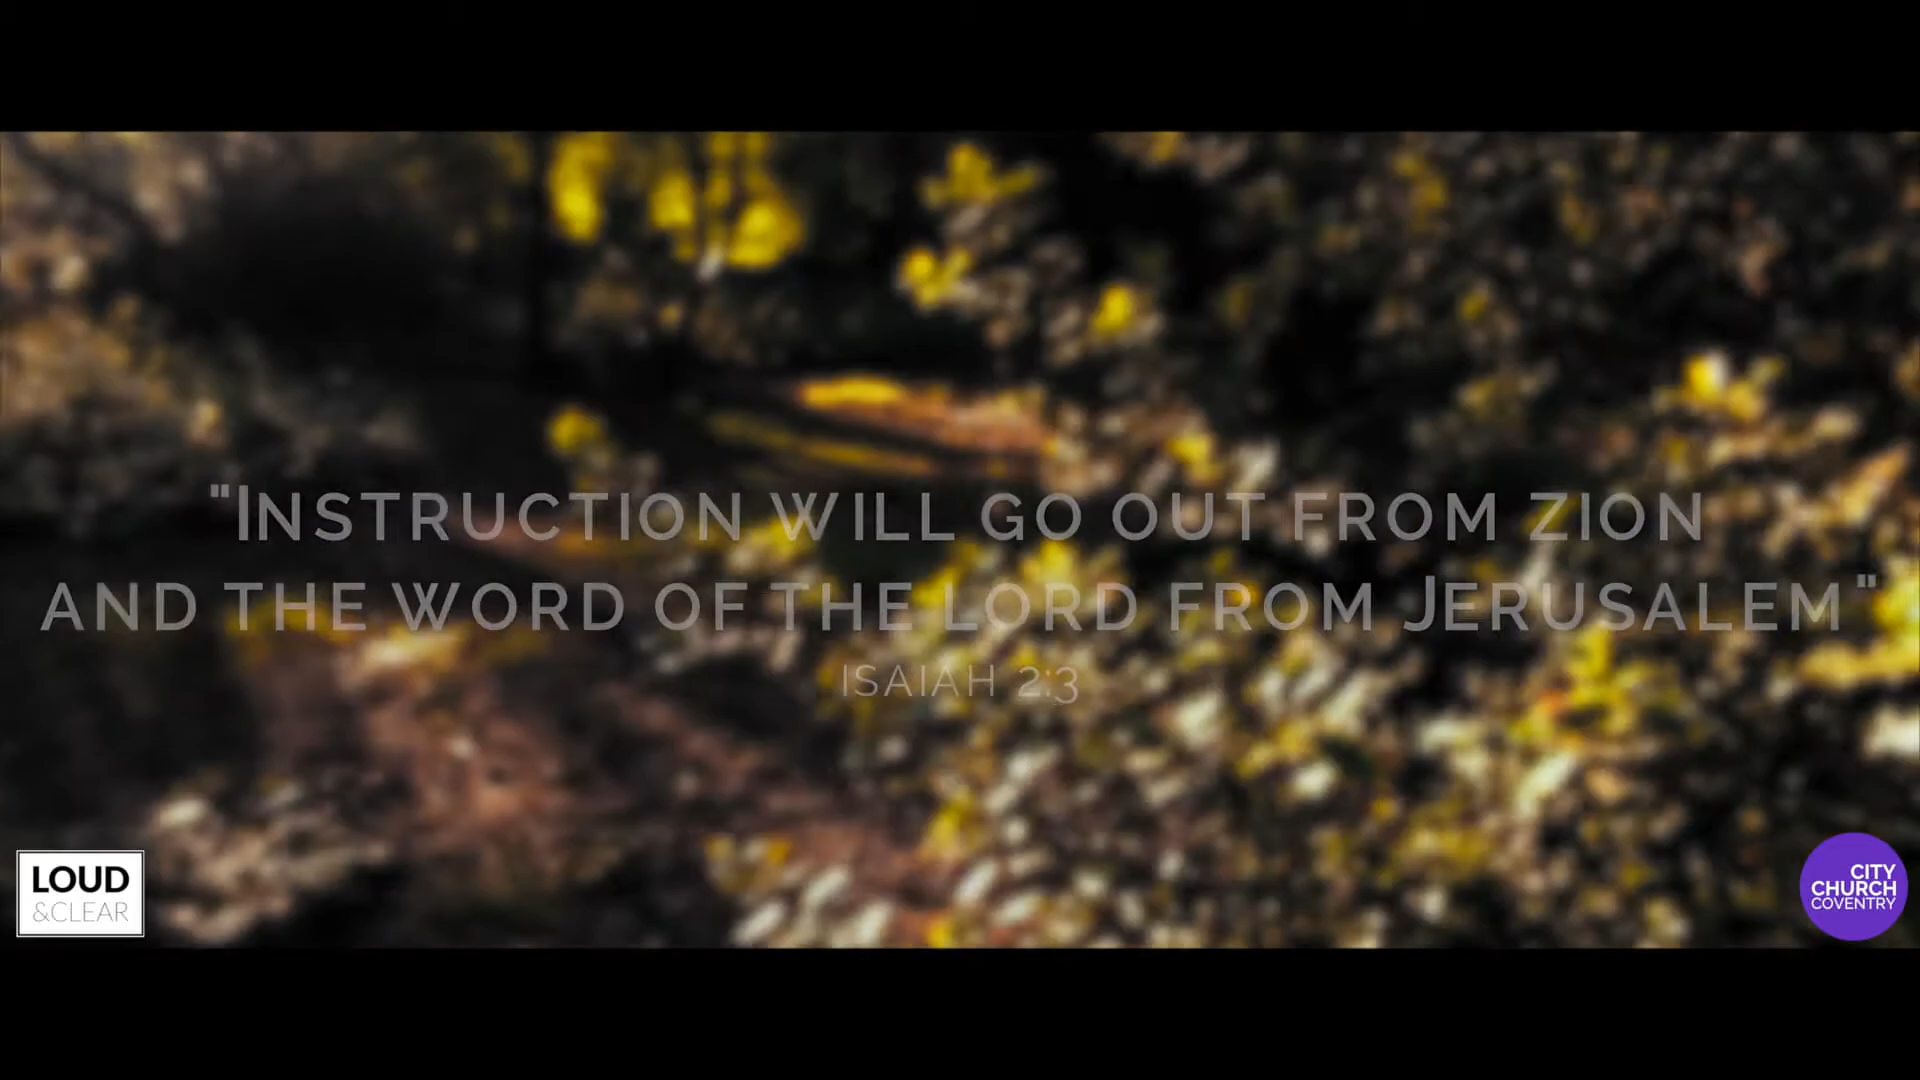 "Instruction will go out from zion
and the word of the lord from Jerusalem"
ISAIAH 2:3
LOUD
&CLEAR
CITY
CHURCH
COVENTRY